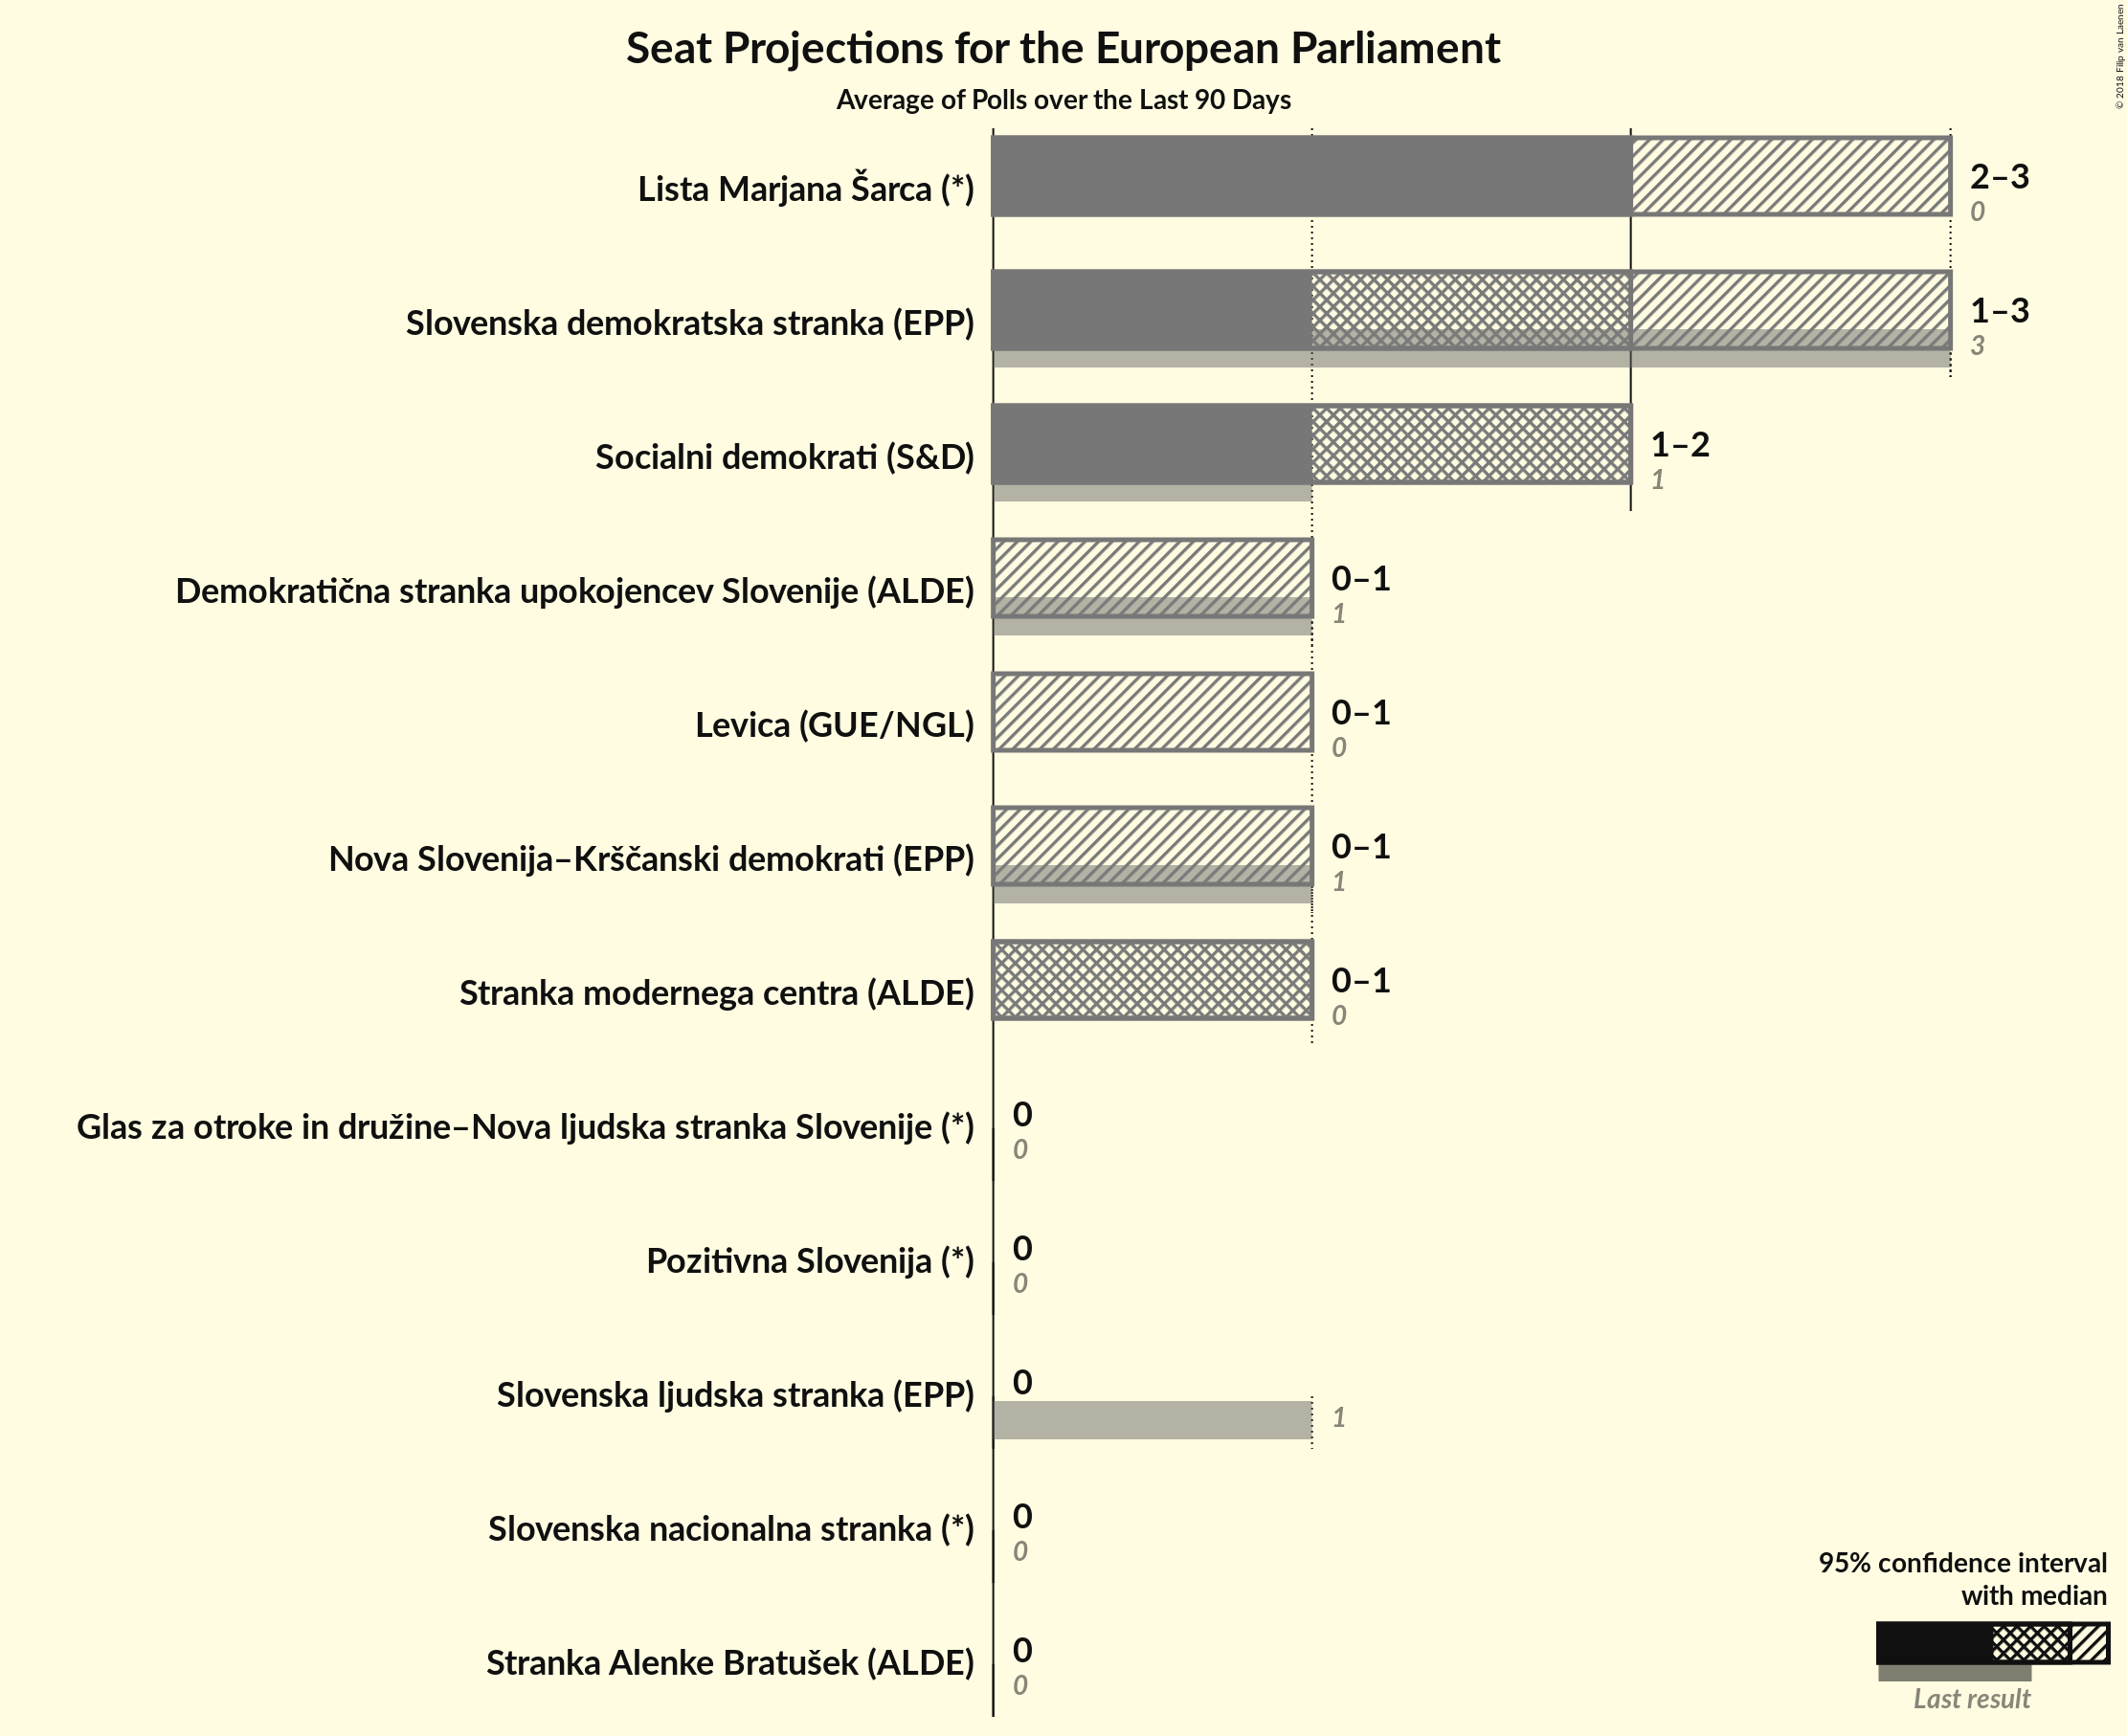 Seat Projections for the European Parliament
Average of Polls over the Last 90 Days
© 2018 Filip van Laenen
Lista Marjana Šarca (*)
2–3
0
Slovenska demokratska stranka (EPP)
1–3
3
Socialni demokrati (S&D)
1–2
1
Demokratična stranka upokojencev Slovenije (ALDE)
0–1
1
Levica (GUE/NGL)
0–1
0
Nova Slovenija–Krščanski demokrati (EPP)
0–1
1
Stranka modernega centra (ALDE)
0–1
0
Glas za otroke in družine–Nova ljudska stranka Slovenije (*)
0
0
Pozitivna Slovenija (*)
0
0
Slovenska ljudska stranka (EPP)
0
1
Slovenska nacionalna stranka (*)
0
0
Stranka Alenke Bratušek (ALDE)
0
0
95% confidence interval
with median
Last result